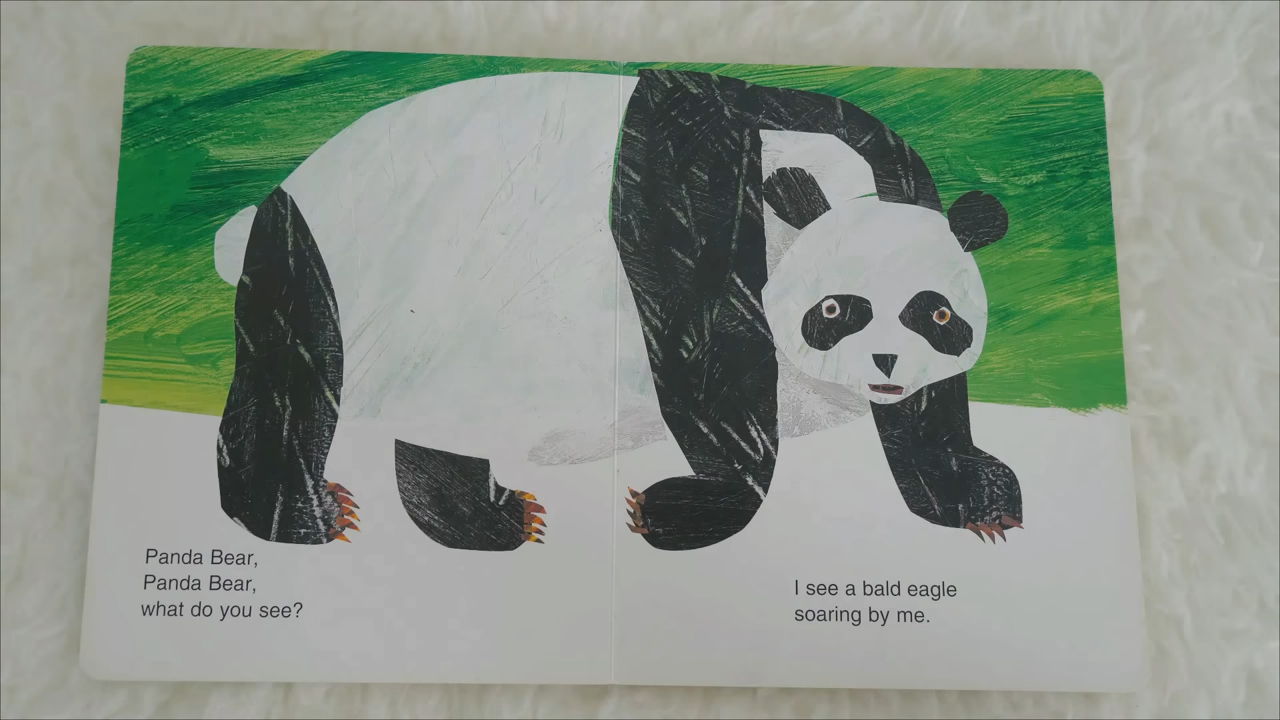 Panda Bear,
Panda Bear,
what do you see?
I see a bald eagle
soaring by me.